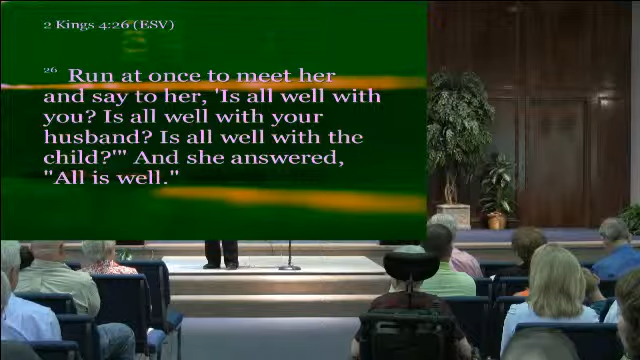 2 Kings 4:26 (ESV)
26 Run at once to meet her
and say to her, 'Is all well with
you? Is all well with your
husband? Is all well with the
child?'" And she answered,
"All is well."